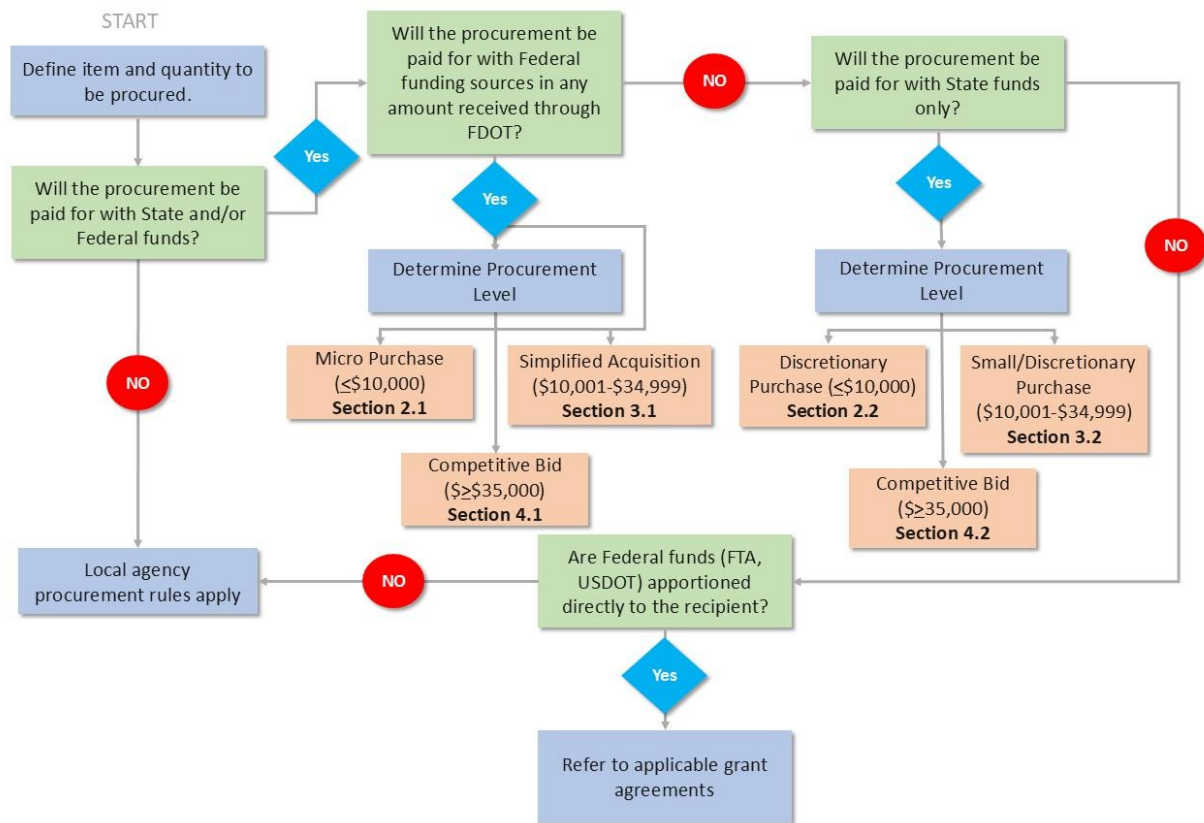 START
Define item and quantity to
be procured.
Will the procurement be
paid for with State and/or
Federal funds?
Yes
NO
Will the procurement be
paid for with Federal
funding sources in any
amount received through
FDOT?
NO
Yes
Will the procurement be
paid for with State funds
only?
Yes
NO
Determine Procurement
Level
Micro Purchase
(≤$10,000)
Section 2.1
Simplified Acquisition
($10,001-$34,999)
Section 3.1
Competitive Bid
($≥$35,000)
Section 4.1
Determine Procurement
Level
Discretionary
Purchase (≤$10,000)
Section 2.2
Small/Discretionary
Purchase
($10,001-$34,999)
Section 3.2
Competitive Bid
($≥35,000)
Section 4.2
Are Federal funds (FTA,
USDOT) apportioned
directly to the recipient?
NO
Local agency
procurement rules apply
Yes
Refer to applicable grant
agreements